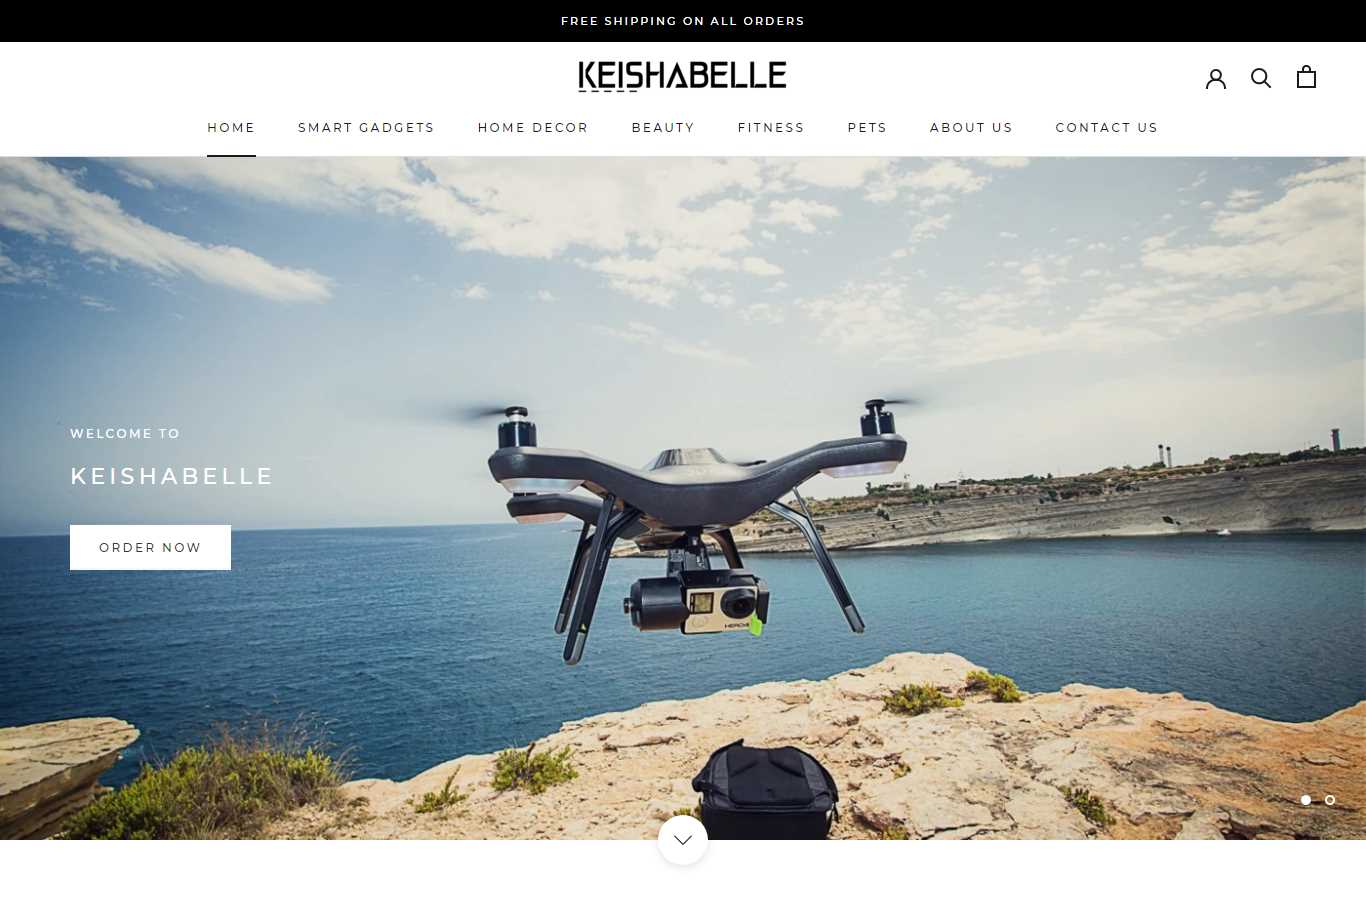 FREE SHIPPING ON ALL ORDERS
KEISHABELLE
HOME SMART GADGETS HOME DECOR BEAUTY FITNESS PETS ABOUT US CONTACT US
WELCOME TO
KEISHABELLE
ORDER NOW
HERO4